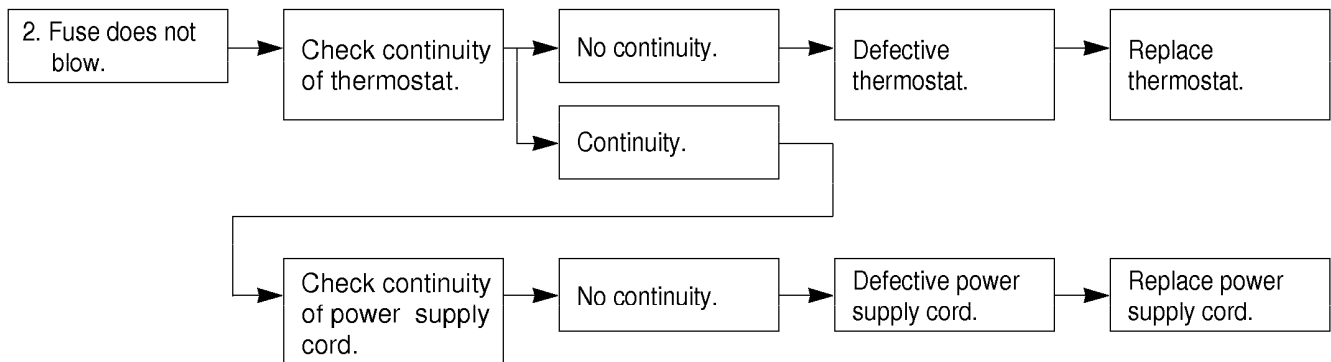 2. Fuse does not
blow.
Check continuity
of thermostat.
No continuity.
Defective
thermostat.
Replace
thermostat.
Continuity.
Check continuity
of power supply
cord.
No continuity.
Defective power
supply cord.
Replace power
supply cord.